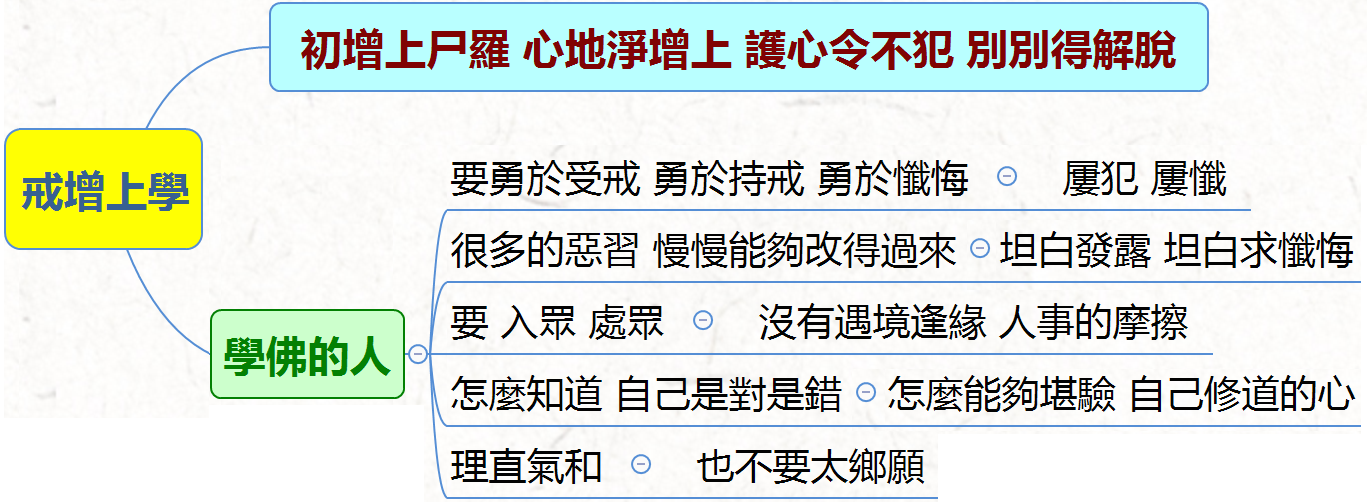 初增上尸羅 心地淨增上 護心令不犯 別別得解脫
戒增上學
要勇於受戒 勇於持戒 勇於懺悔 屢犯 屢懺
很多的惡習 慢慢能夠改得過來 坦白發露 坦白求懺悔
要 入眾 處眾 沒有遇境逢緣 人事的摩擦
學佛的人
怎麼知道 自己是對是錯 怎麼能夠堪驗 自己修道的心
理直氣和 也不要太鄉願